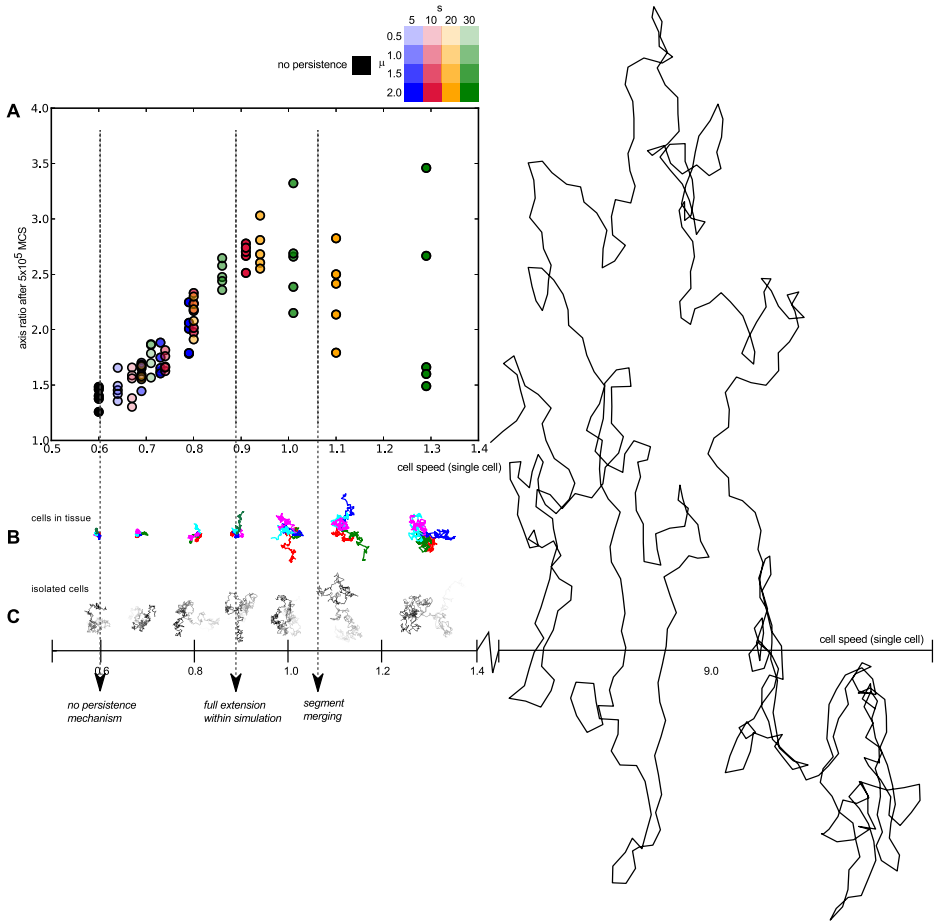 s
5 10 20 30
0.5
no persistence μ 1.0
1.5
2.0
A
4.0
3.5
3.0
2.5
2.0
1.5
1.0
axis ratio after 5x10⁵ MCS
0.5 0.6 0.7 0.8 0.9 1.0 1.1 1.2 1.3 1.4
cell speed (single cell)
cells in tissue
B
isolated cells
C
cell speed (single cell)
0.6 0.8 1.0 1.2 1.4 9.0
no persistence
mechanism
full extension
within simulation
segment
merging